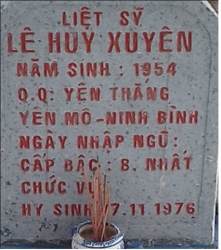 LIỆT SỸ
LÊ HUY XUYÊN
NĂM SINH : 1954
Q.Q: YÊN THẮNG
YÊN MÔ-NINH BÌNH
NGAY NHẬP NGŨ :
CẤP BẬC : B. NHẤT
CHỨC VỤ
HY SINH 7.11 1976